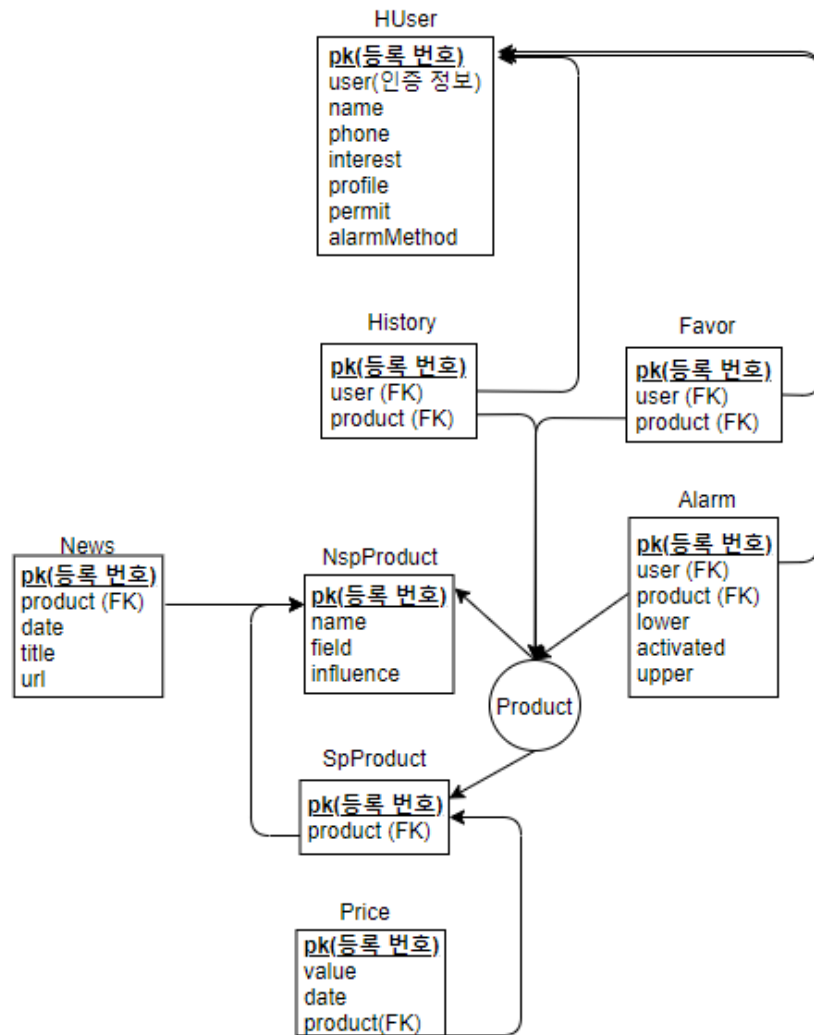 HUser
pk(등록 번호)
user(인증 정보)
name
phone
interest
profile
permit
alarmMethod
History
pk(등록 번호)
user (FK)
product (FK)
Favor
pk(등록 번호)
user (FK)
product (FK)
Alarm
pk(등록 번호)
user (FK)
product (FK)
lower
activated
upper
News
pk(등록 번호)
product (FK)
date
title
url
NspProduct
pk(등록 번호)
name
field
influence
Product
SpProduct
pk(등록 번호)
product (FK)
Price
pk(등록 번호)
value
date
product(FK)